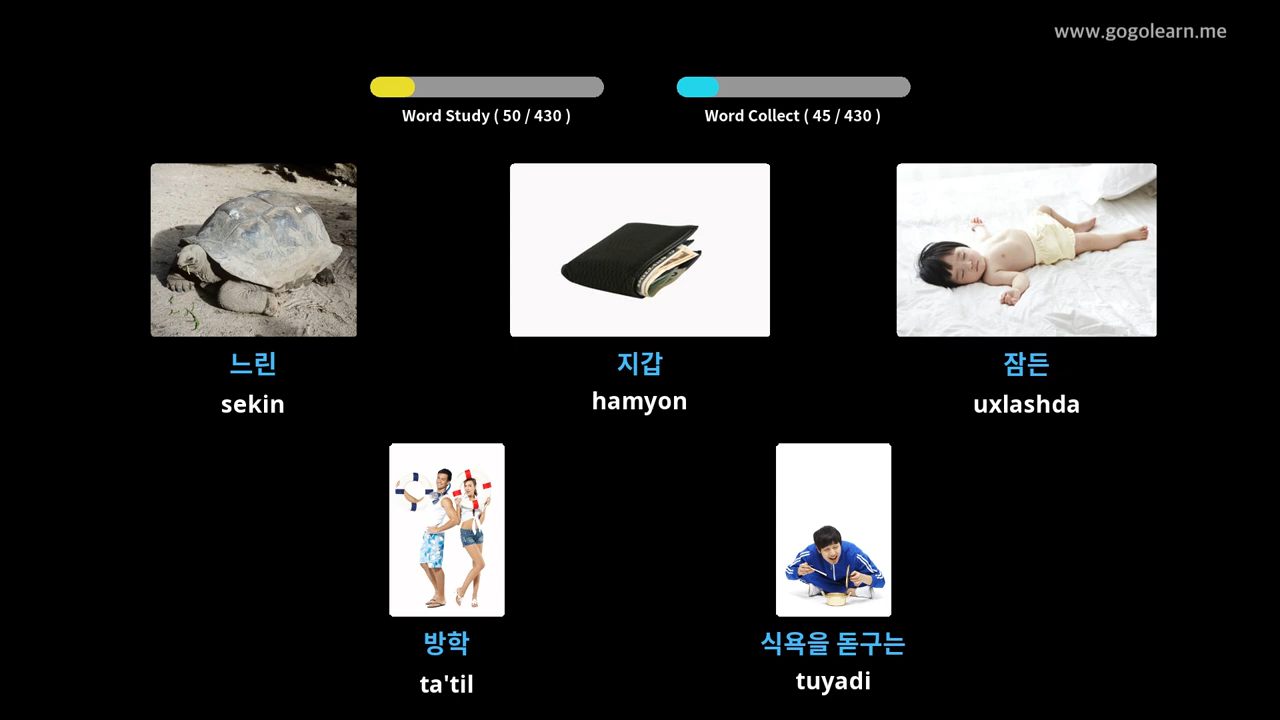 www.gogolearn.me
Word Study ( 50 / 430 )
Word Collect ( 45 / 430 )
느린
sekin
지갑
hamyon
잠든
uxlashda
방학
ta'til
식욕을 돋구는
tuyadi